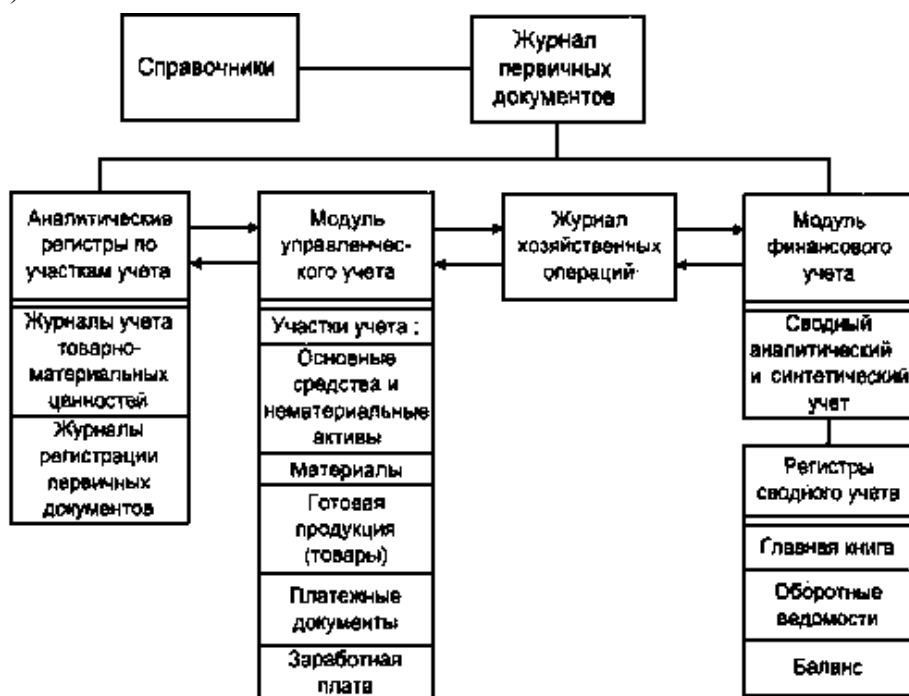 )
Справочники
Журнал
первичных
документов
Аналитические
регистры по
участкам учета
Журналы учета
товарно-
материальных
ценностей
Журналы
регистрации
первичных
документов
Модуль
управленчес-
кого учета
Участки учета :
Основные
средства и
нематериальные
активы
Материалы
Готовая
продукция
(товары)
Платежные
документы
Заработная
плата
Журнал
хозяйственных
операций
Модуль
финансового
учета
Сводный
аналитический
и синтетический
учет
Регистры
сводного учета
Главная книга
Оборотные
ведомости
Баланс